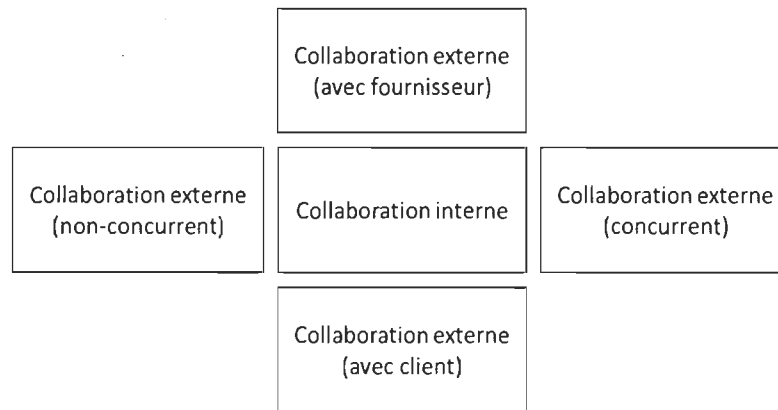 Collaboration externe
(avec fournisseur)
Collaboration externe
(non-concurrent)
Collaboration interne
Collaboration externe
(concurrent)
Collaboration externe
(avec client)